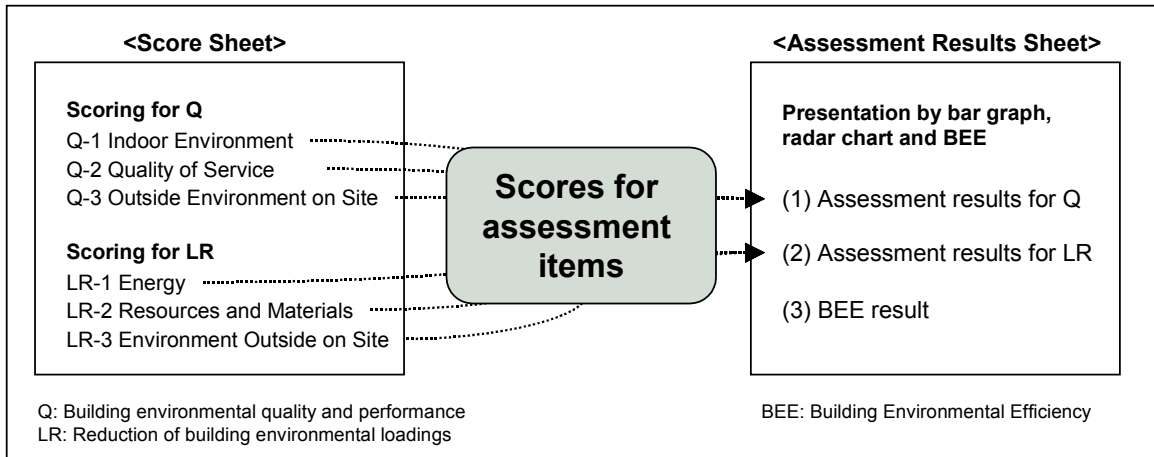 <Score Sheet>
Scoring for Q
Q-1 Indoor Environment
Q-2 Quality of Service
Q-3 Outside Environment on Site
Scoring for LR
LR-1 Energy
LR-2 Resources and Materials
LR-3 Environment Outside on Site
Scores for
assessment
items
<Assessment Results Sheet>
Presentation by bar graph,
radar chart and BEE
(1) Assessment results for Q
(2) Assessment results for LR
(3) BEE result
Q: Building environmental quality and performance
LR: Reduction of building environmental loadings
BEE: Building Environmental Efficiency